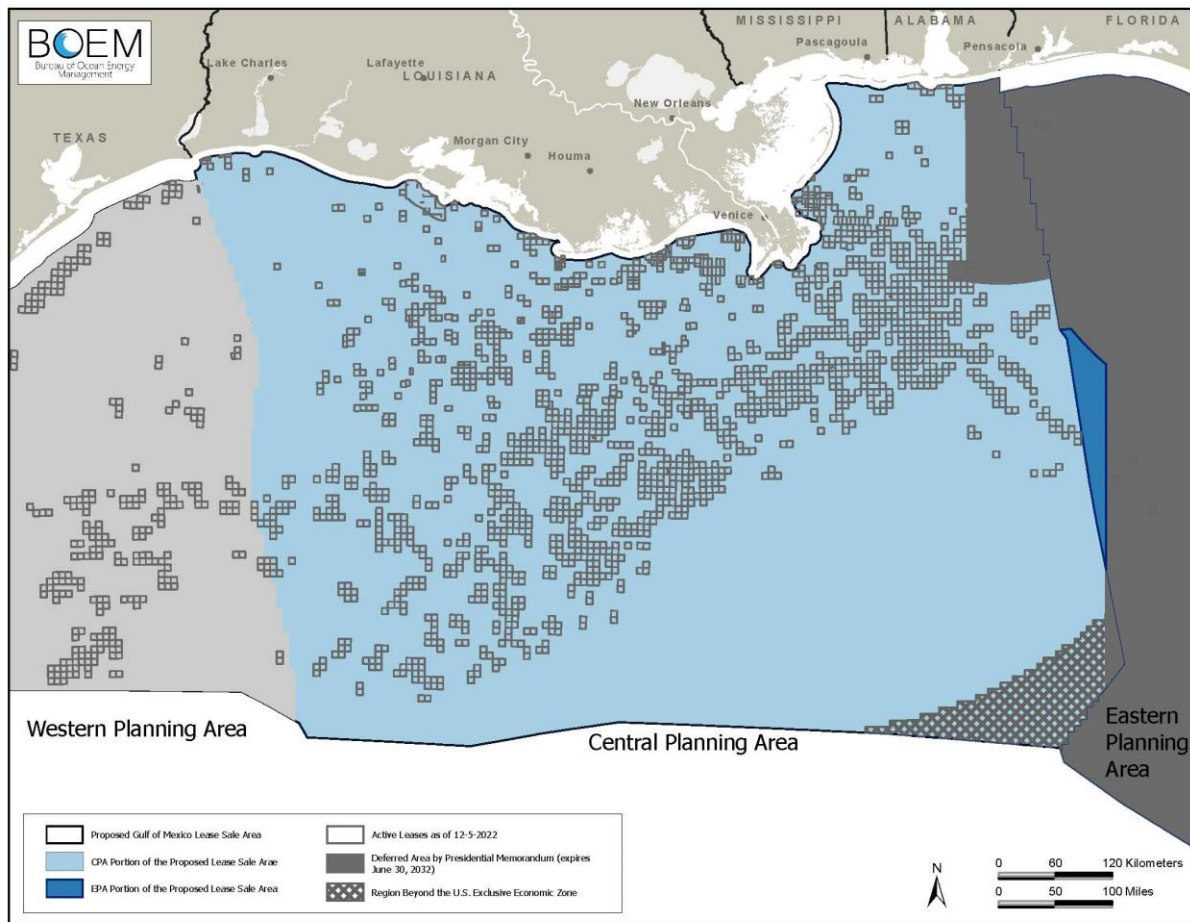 BOEM
Bureau of Ocean Energy
Management
MISSISSIPPI
ALABAMA
FLORIDA
Pascagoula
Pensacola
Lake Charles
Lafayette
LOUISIANA
New Orleans
TEXAS
Morgan City
Houma
Venice
Western Planning Area
Central Planning Area
Eastern
Planning
Area
Proposed Gulf of Mexico Lease Sale Area
CPA Portion of the Proposed Lease Sale Arae
EPA Portion of the Proposed Lease Sale Area
Active Leases as of 12-5-2022
Deferred Area by Presidential Memorandum (expires
June 30, 2032)
Region Beyond the U.S. Exclusive Economic Zone
N
0 60 120 Kilometers
0 50 100 Miles